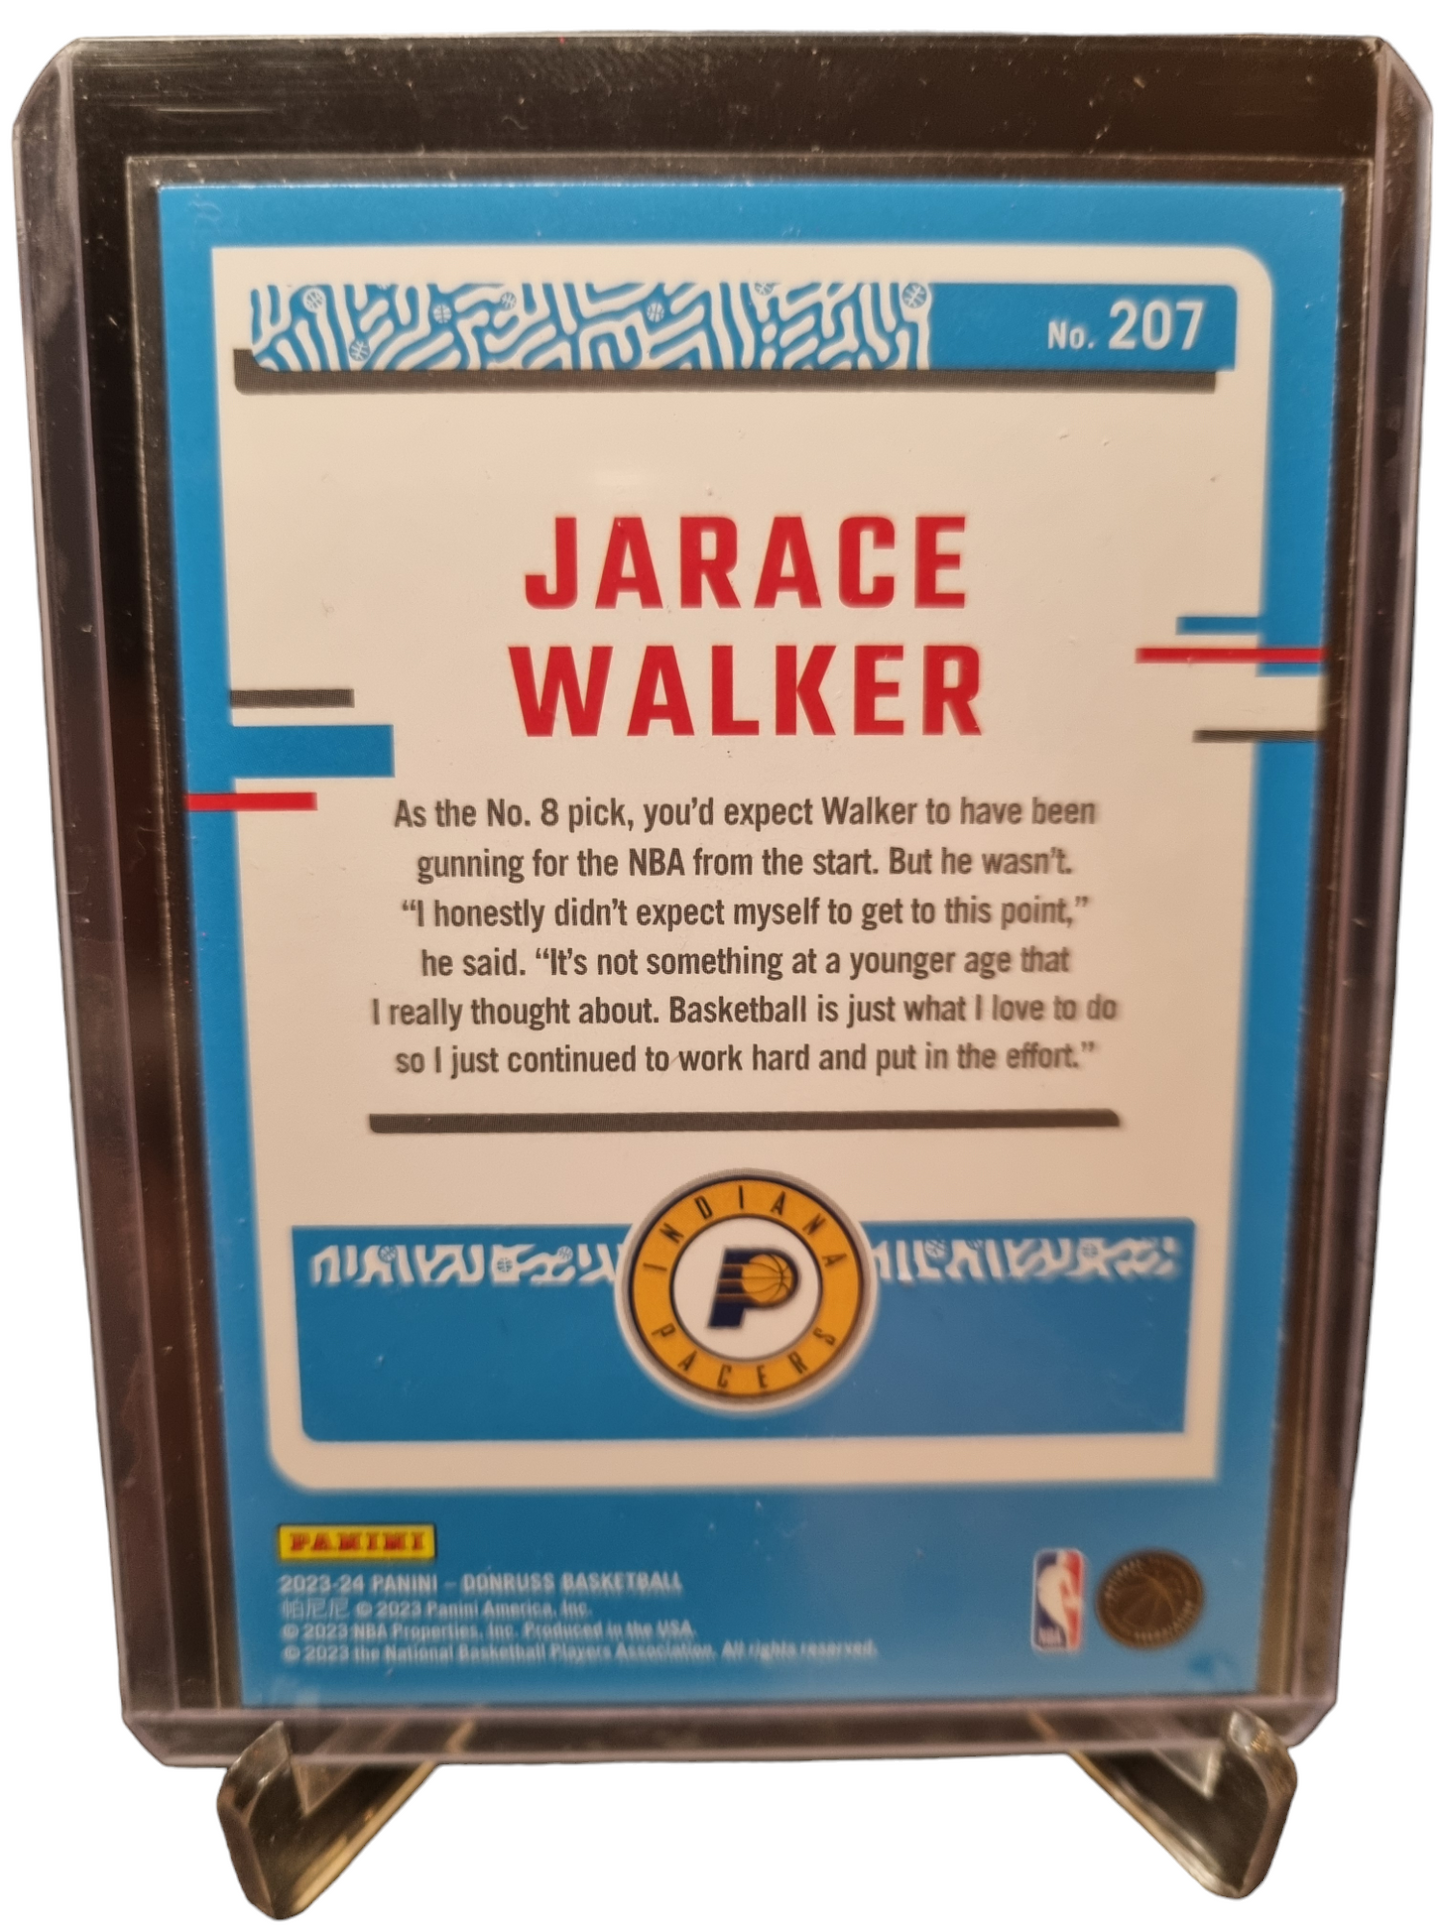 No. 207
JARACE
WALKER
As the No. 8 pick, you’d expect Walker to have been
gunning for the NBA from the start. But he wasn’t.
“I honestly didn’t expect myself to get to this point,”
he said. “It’s not something at a younger age that
I really thought about. Basketball is just what I love to do
so I just continued to work hard and put in the effort.”
INDIANA
PACERS
PANINI
2023-24 PANINI – DONRUSS BASKETBALL
帕尼尼 © 2023 Panini America, Inc.
© 2023 NBA Properties, Inc. Produced in the USA.
© 2023 the National Basketball Players Association. All rights reserved.
NBA